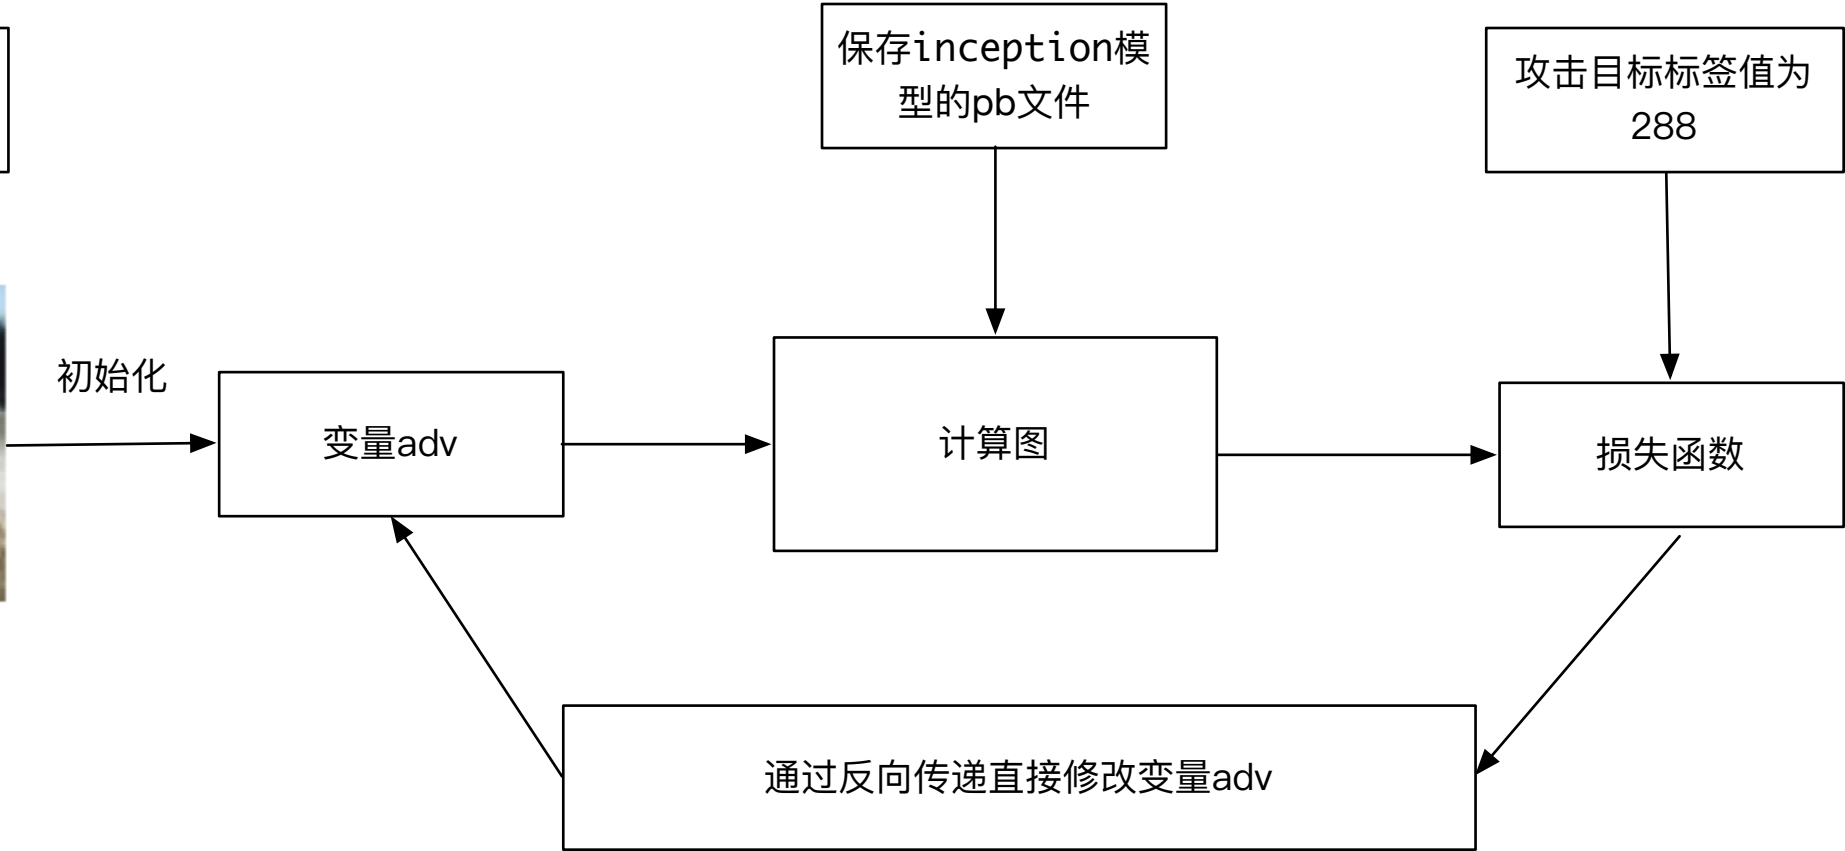 保存inception模
型的pb文件
攻击目标标签值为
288
初始化
变量adv
计算图
损失函数
通过反向传递直接修改变量adv